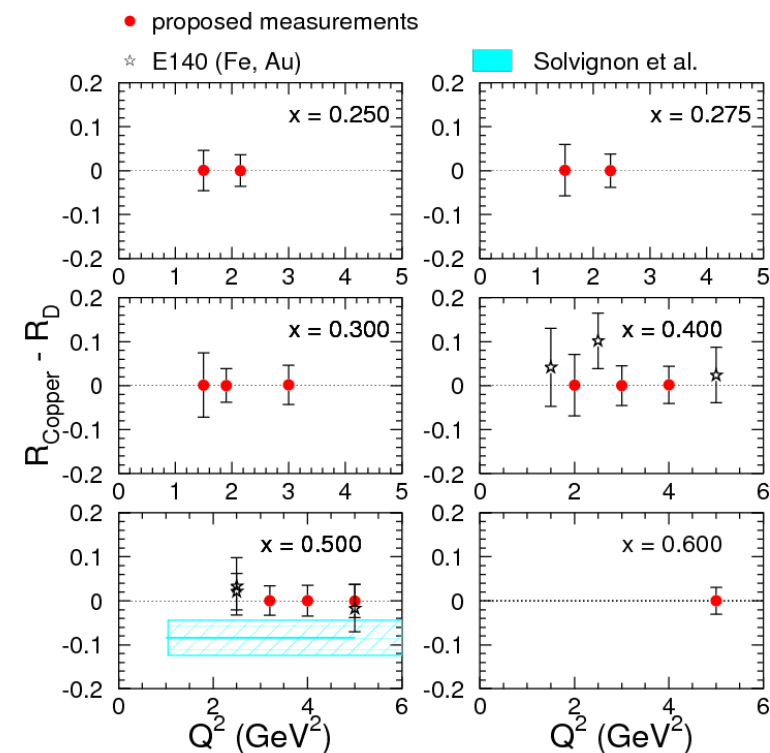 proposed measurements
E140 (Fe, Au)
Solvignon et al.
R_Copper - R_D
x = 0.250
0.2
0.1
0
-0.1
-0.2
0 1 2 3 4 5
x = 0.275
0.2
0.1
0
-0.1
-0.2
0 1 2 3 4 5
x = 0.300
0.2
0.1
0
-0.1
-0.2
0 1 2 3 4 5
x = 0.400
0.2
0.1
0
-0.1
-0.2
0 2 4 6
x = 0.500
0.2
0.1
0
-0.1
-0.2
0 2 4 6
Q² (GeV²)
x = 0.600
0.2
0.1
0
-0.1
-0.2
0 2 4 6
Q² (GeV²)